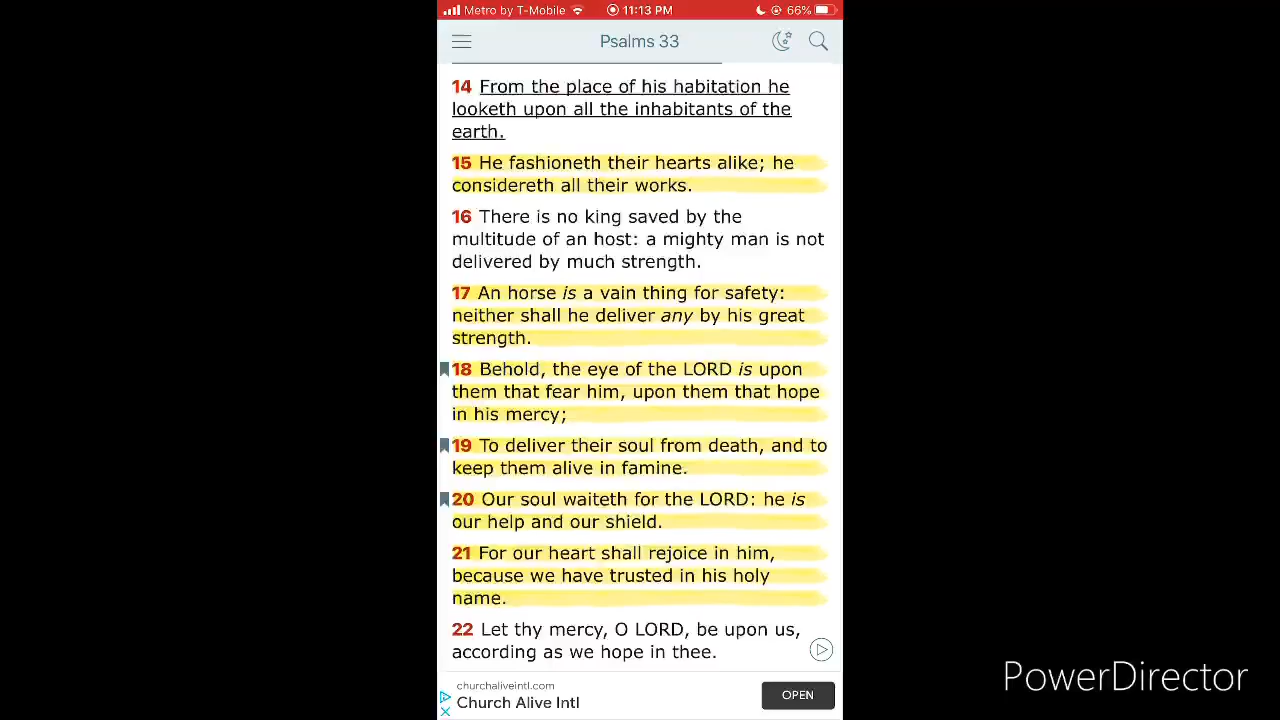 Metro by T-Mobile 11:13 PM 66%
Psalms 33
14 From the place of his habitation he
looketh upon all the inhabitants of the
earth.
15 He fashioneth their hearts alike; he
considereth all their works.
16 There is no king saved by the
multitude of an host: a mighty man is not
delivered by much strength.
17 An horse is a vain thing for safety:
neither shall he deliver any by his great
strength.
18 Behold, the eye of the LORD is upon
them that fear him, upon them that hope
in his mercy;
19 To deliver their soul from death, and to
keep them alive in famine.
20 Our soul waiteth for the LORD: he is
our help and our shield.
21 For our heart shall rejoice in him,
because we have trusted in his holy
name.
22 Let thy mercy, O LORD, be upon us,
according as we hope in thee.
churchaliveintl.com
Church Alive Intl
OPEN
PowerDirector